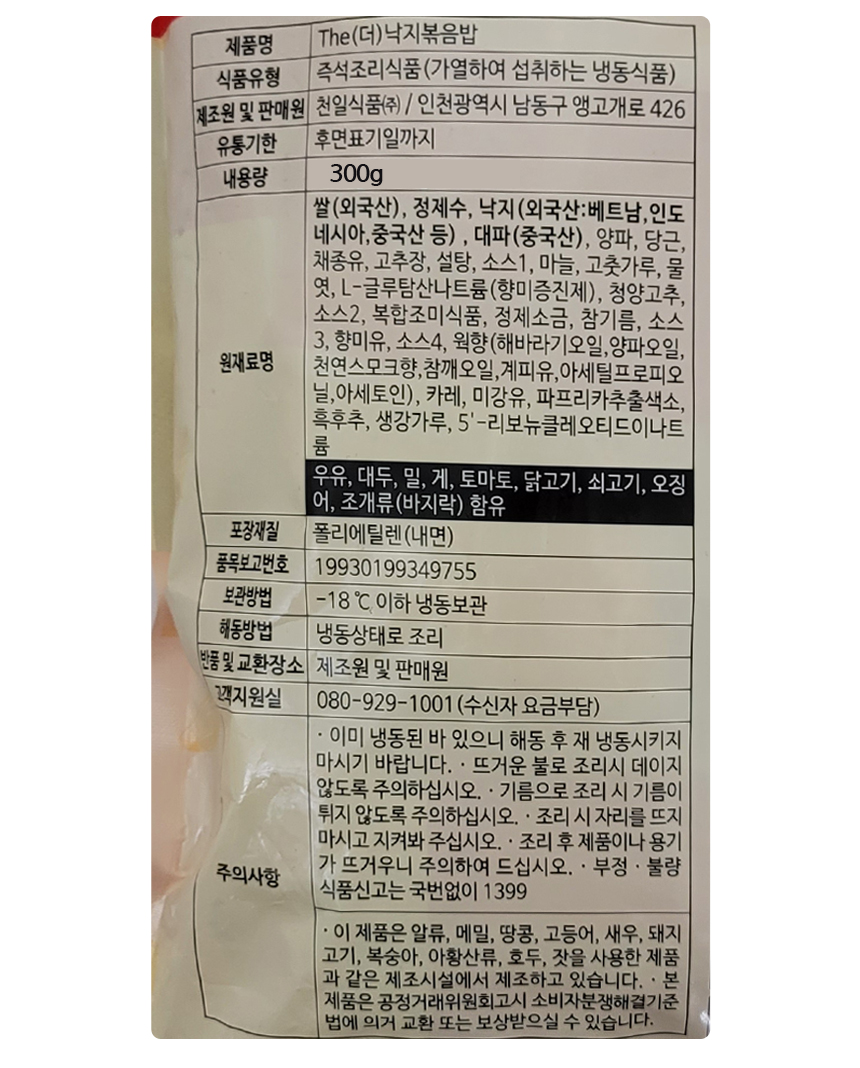 제품명 The(더)낙지볶음밥
식품유형 즉석조리식품(가열하여 섭취하는 냉동식품)
제조원 및 판매원 천일식품㈜ / 인천광역시 남동구 앵고개로 426
유통기한 후면표기일까지
내용량 300g
원재료명
쌀(외국산), 정제수, 낙지(외국산:베트남,인도
네시아,중국산 등) , 대파(중국산), 양파, 당근,
채종유, 고추장, 설탕, 소스1, 마늘, 고춧가루, 물
엿, L-글루탐산나트륨(향미증진제), 청양고추,
소스2, 복합조미식품, 정제소금, 참기름, 소스
3, 향미유, 소스4, 웍향(해바라기오일,양파오일,
천연스모크향,참깨오일,계피유,아세틸프로피오
닐,아세토인), 카레, 미강유, 파프리카추출색소,
흑후추, 생강가루, 5'-리보뉴클레오티드이나트
륨
우유, 대두, 밀, 게, 토마토, 닭고기, 쇠고기, 오징
어, 조개류(바지락) 함유
포장재질 폴리에틸렌(내면)
품목보고번호 19930199349755
보관방법 -18 ℃ 이하 냉동보관
해동방법 냉동상태로 조리
반품 및 교환장소 제조원 및 판매원
고객지원실 080-929-1001(수신자 요금부담)
주의사항
· 이미 냉동된 바 있으니 해동 후 재 냉동시키지
마시기 바랍니다. · 뜨거운 불로 조리시 데이지
않도록 주의하십시오. · 기름으로 조리 시 기름이
튀지 않도록 주의하십시오. · 조리 시 자리를 뜨지
마시고 지켜봐 주십시오. · 조리 후 제품이나 용기
가 뜨거우니 주의하여 드십시오. · 부정 · 불량
식품신고는 국번없이 1399
· 이 제품은 알류, 메밀, 땅콩, 고등어, 새우, 돼지
고기, 복숭아, 아황산류, 호두, 잣을 사용한 제품
과 같은 제조시설에서 제조하고 있습니다. · 본
제품은 공정거래위원회고시 소비자분쟁해결기준
법에 의거 교환 또는 보상받으실 수 있습니다.